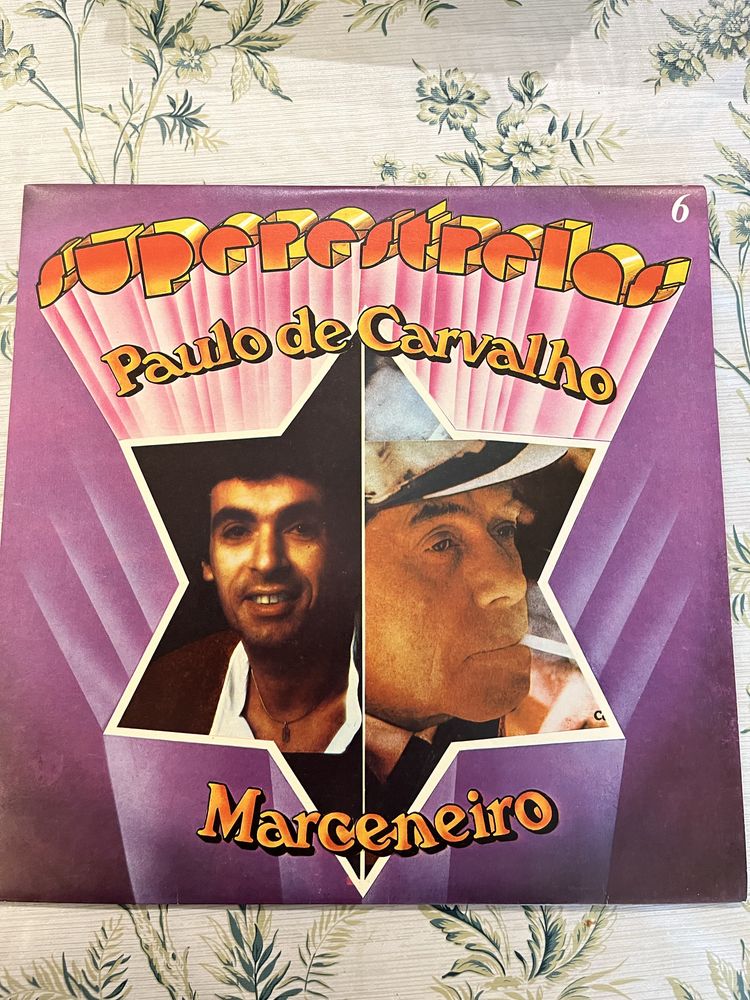 6
superestrelas
Paulo de Carvalho
Marceneiro